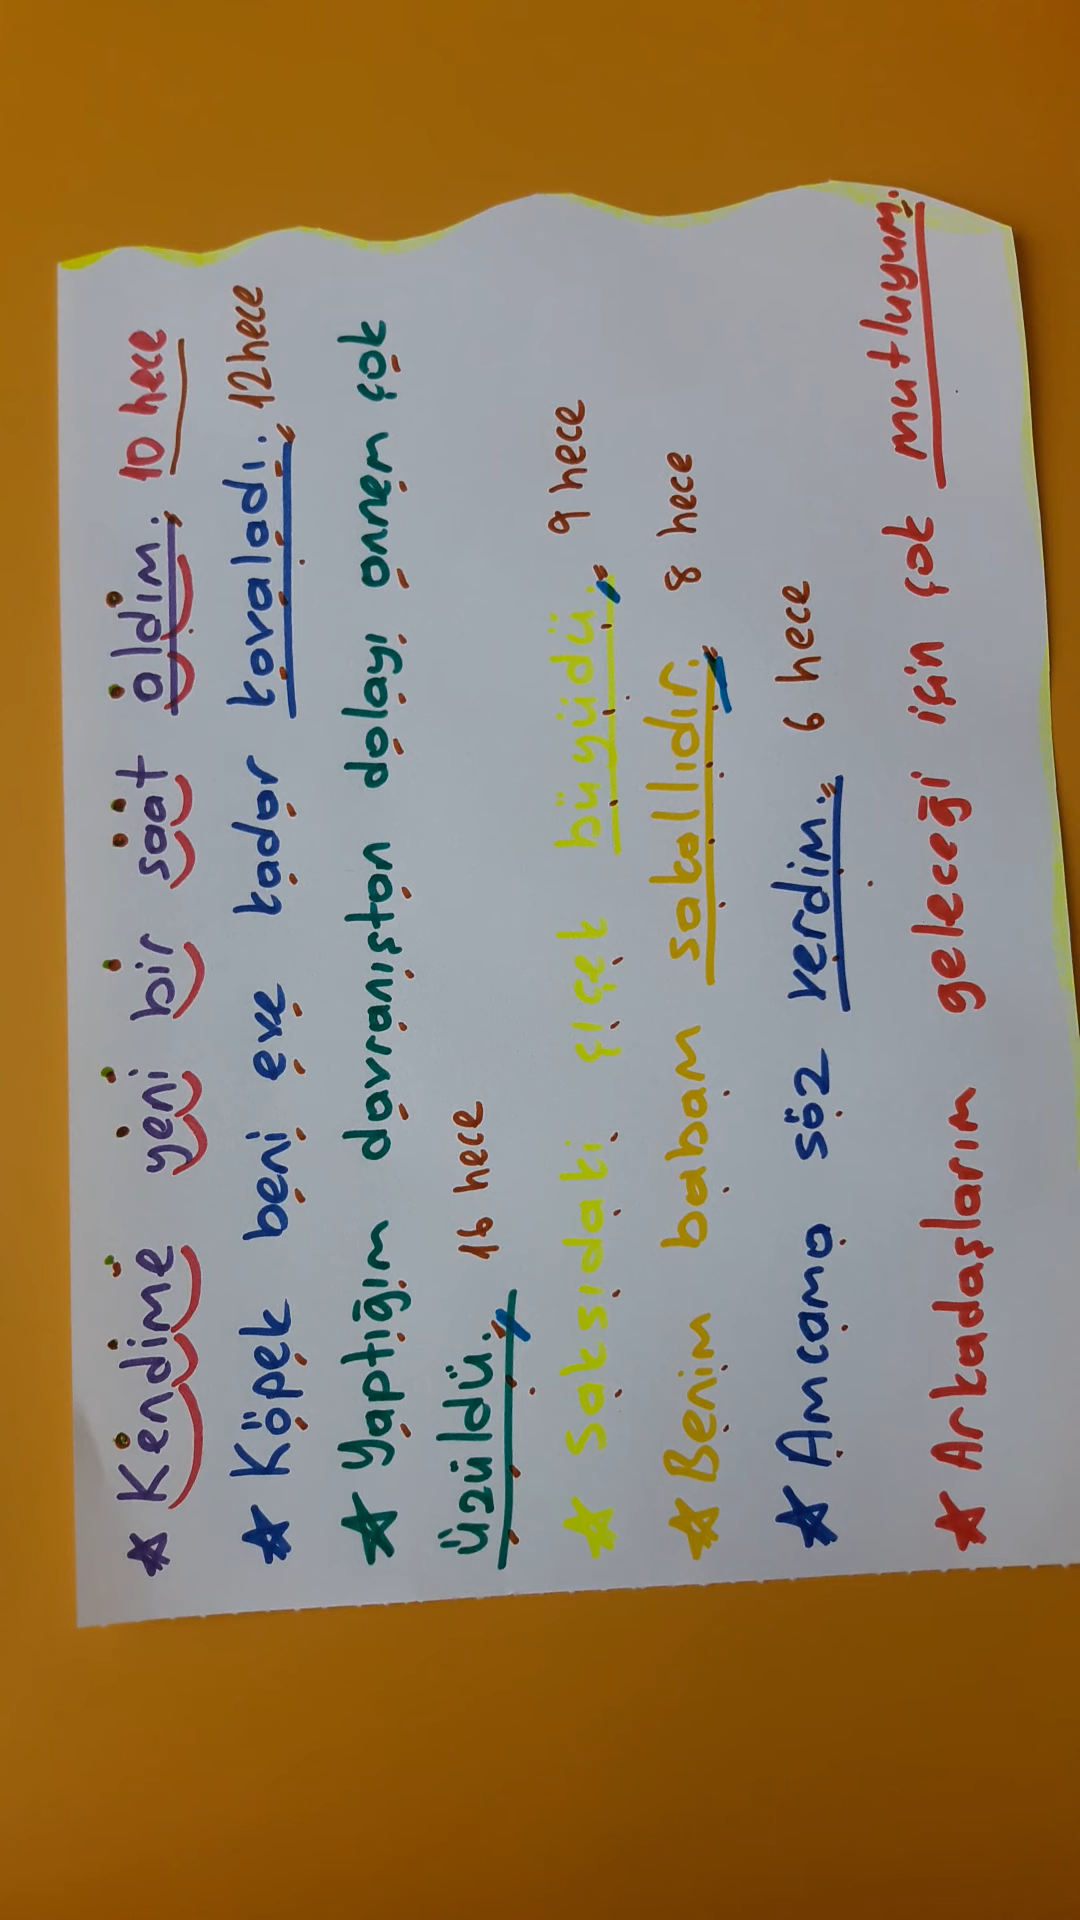 ☆ Kendime yeni bir saat aldım. 10 hece
☆ Köpek beni eve kadar kovaladı. 12 hece
☆ Yaptığım davranıştan dolayı annem çok
üzüldü. 16 hece
☆ Saksıdaki çiçek büyüdü. 9 hece
☆ Benim babam sakallıdır. 8 hece
☆ Amcama söz verdim. 6 hece
☆ Arkadaşlarım geleceği için çok mutluyum.